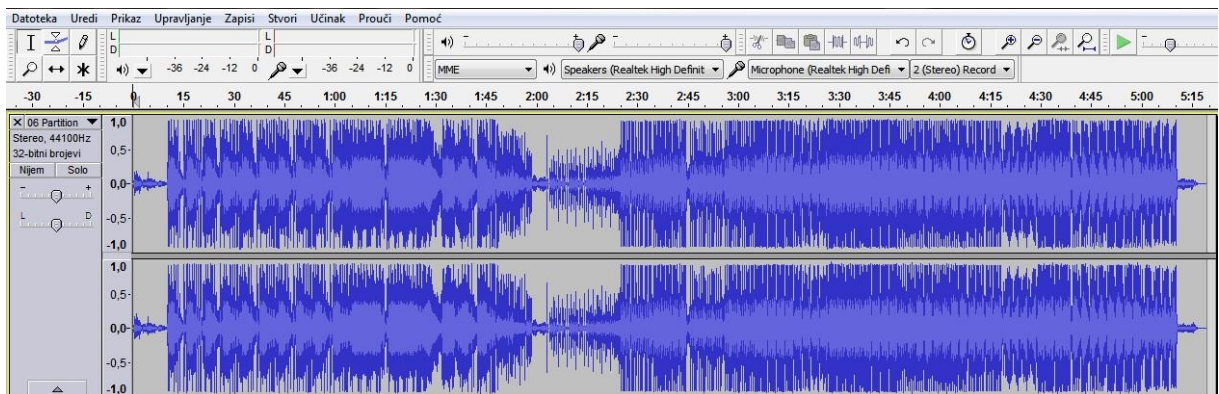 Datoteka Uredi Prikaz Upravljanje Zapisi Stvori Učinak Prouči Pomoć
L
D
L
D
-36 -24 -12 0
-36 -24 -12 0
MME
Speakers (Realtek High Definit
Microphone (Realtek High Defi
2 (Stereo) Record
-30 -15 0 15 30 45 1:00 1:15 1:30 1:45 2:00 2:15 2:30 2:45 3:00 3:15 3:30 3:45 4:00 4:15 4:30 4:45 5:00 5:15
06 Partition
Stereo, 44100Hz
32-bitni brojevi
Nijem Solo
- +
L D
1,0
0,5-
0,0-
-0,5-
-1,0
1,0
0,5-
0,0-
-0,5-
-1,0